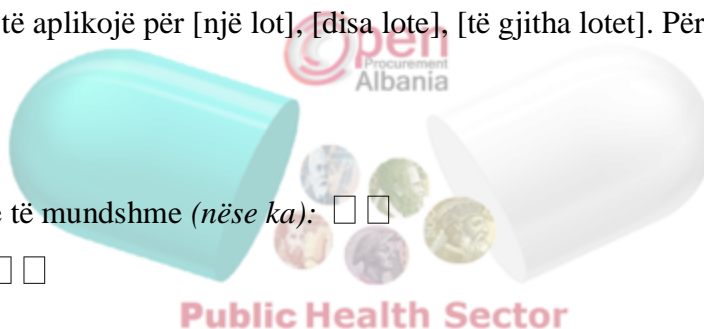 të aplikojë për [një lot], [disa lote], [të gjitha lotet]. Për
Open
Procurement
Albania
të mundshme (nëse ka): □ □
□ □
Public Health Sector